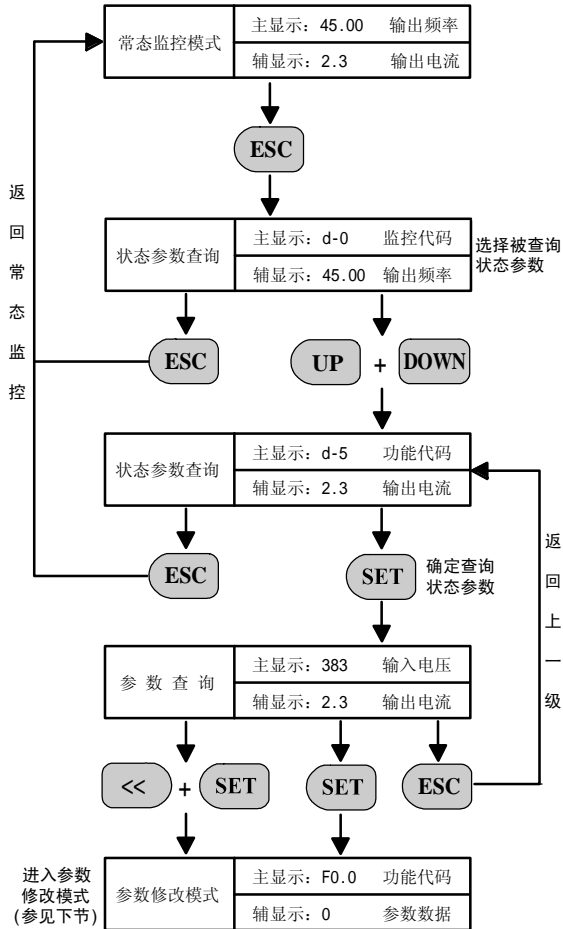 常态监控模式
主显示：45.00 输出频率
辅显示：2.3 输出电流
ESC
返回常态监控
状态参数查询
主显示：d-0 监控代码
辅显示：45.00 输出频率
选择被查询
状态参数
ESC
UP + DOWN
状态参数查询
主显示：d-5 功能代码
辅显示：2.3 输出电流
ESC
SET
确定查询
状态参数
返回上一级
参 数 查 询
主显示：383 输入电压
辅显示：2.3 输出电流
<< + SET
SET
ESC
进入参数
修改模式
(参见下节)
参数修改模式
主显示：F0.0 功能代码
辅显示：0 参数数据